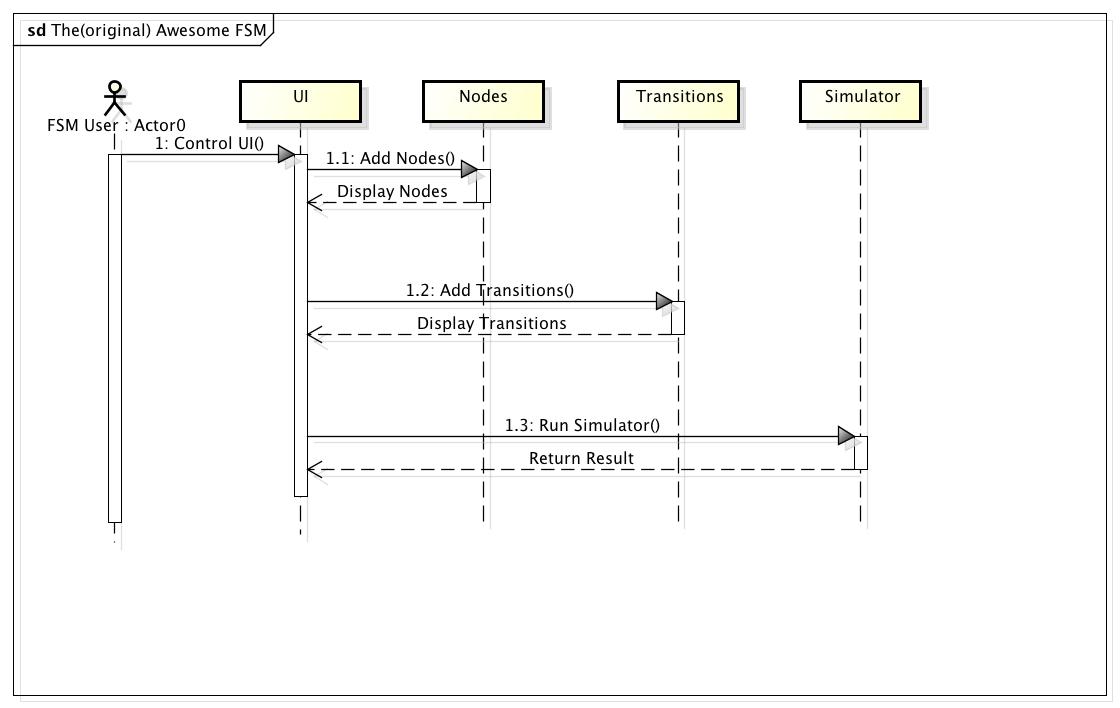 sd The(original) Awesome FSM
UI
Nodes
Transitions
Simulator
FSM User : Actor0
1: Control UI()
1.1: Add Nodes()
Display Nodes
1.2: Add Transitions()
Display Transitions
1.3: Run Simulator()
Return Result